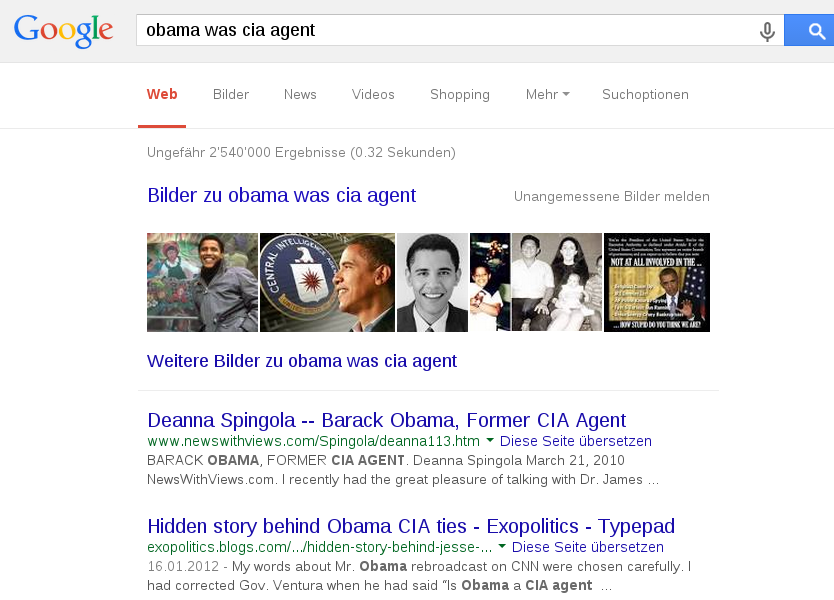 Google
obama was cia agent
Web Bilder News Videos Shopping Mehr Suchoptionen
Ungefähr 2'540'000 Ergebnisse (0.32 Sekunden)
Bilder zu obama was cia agent
Unangemessene Bilder melden
CENTRAL INTELLIGENCE
NOT AT ALL INVOLVED IN THE ...
... HOW STUPID DO YOU THINK WE ARE?
Weitere Bilder zu obama was cia agent
Deanna Spingola -- Barack Obama, Former CIA Agent
www.newswithviews.com/Spingola/deanna113.htm Diese Seite übersetzen
BARACK OBAMA, FORMER CIA AGENT. Deanna Spingola March 21, 2010
NewsWithViews.com. I recently had the great pleasure of talking with Dr. James ...
Hidden story behind Obama CIA ties - Exopolitics - Typepad
exopolitics.blogs.com/.../hidden-story-behind-jesse-... Diese Seite übersetzen
16.01.2012 - My words about Mr. Obama rebroadcast on CNN were chosen carefully. I
had corrected Gov. Ventura when he had said “Is Obama a CIA agent ...